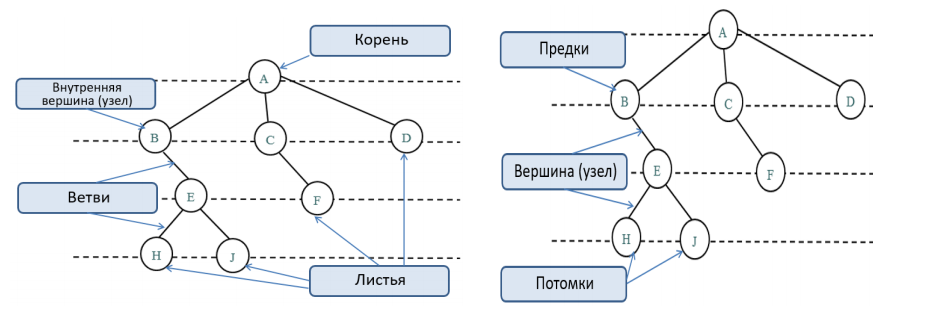 Корень
A
Внутренняя
вершина (узел)
B
C
D
Ветви
E
F
H
J
Листья
A
Предки
B
C
D
Вершина (узел)
E
F
H
J
Потомки